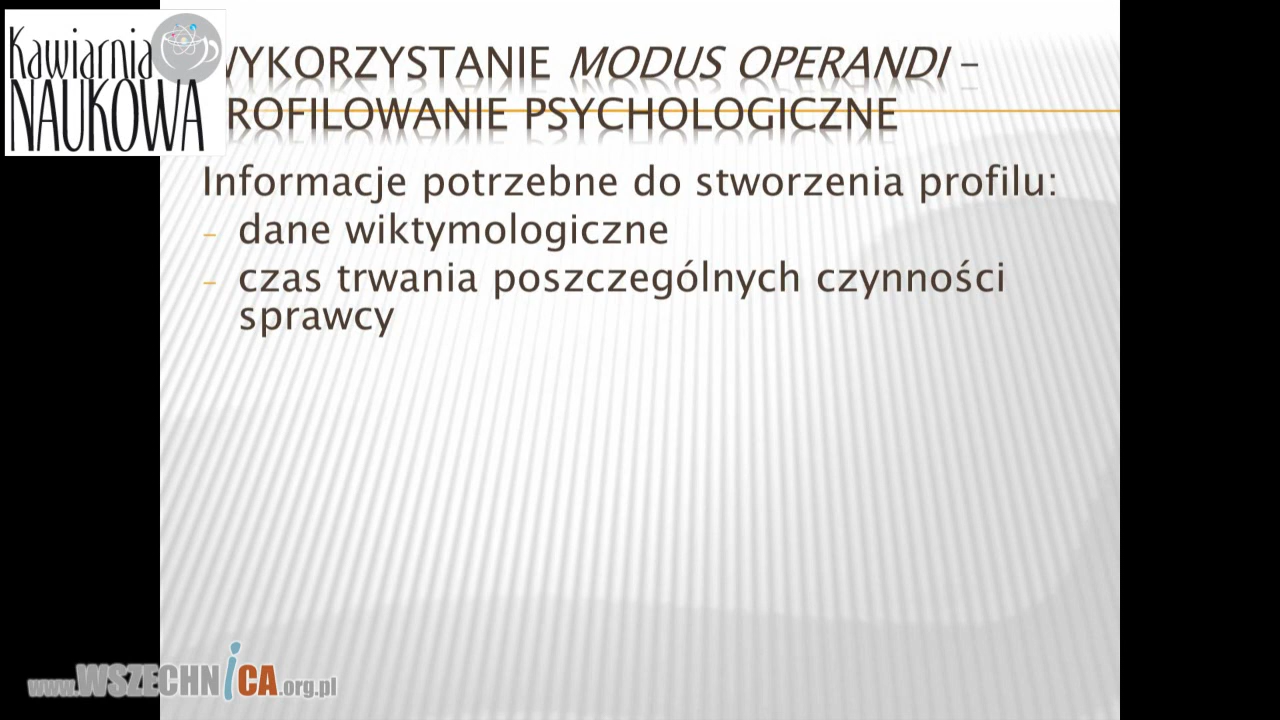 Kawiarnia
NAUKOWA
WYKORZYSTANIE MODUS OPERANDI –
PROFILOWANIE PSYCHOLOGICZNE
Informacje potrzebne do stworzenia profilu:
- dane wiktymologiczne
- czas trwania poszczególnych czynności
sprawcy
www.WSZECHNiCA.org.pl